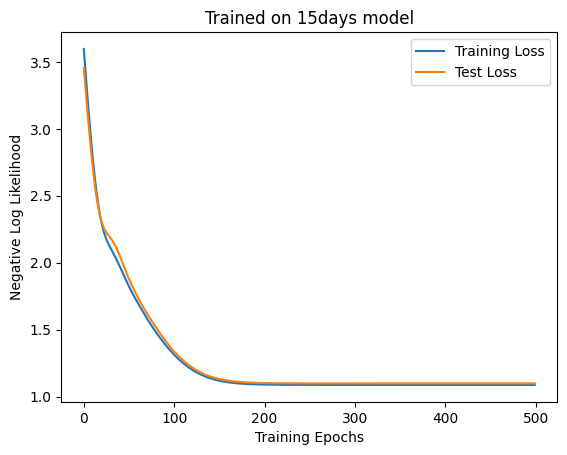 Trained on 15days model
Training Loss
Test Loss
Negative Log Likelihood
3.5
3.0
2.5
2.0
1.5
1.0
0
100
200
300
400
500
Training Epochs